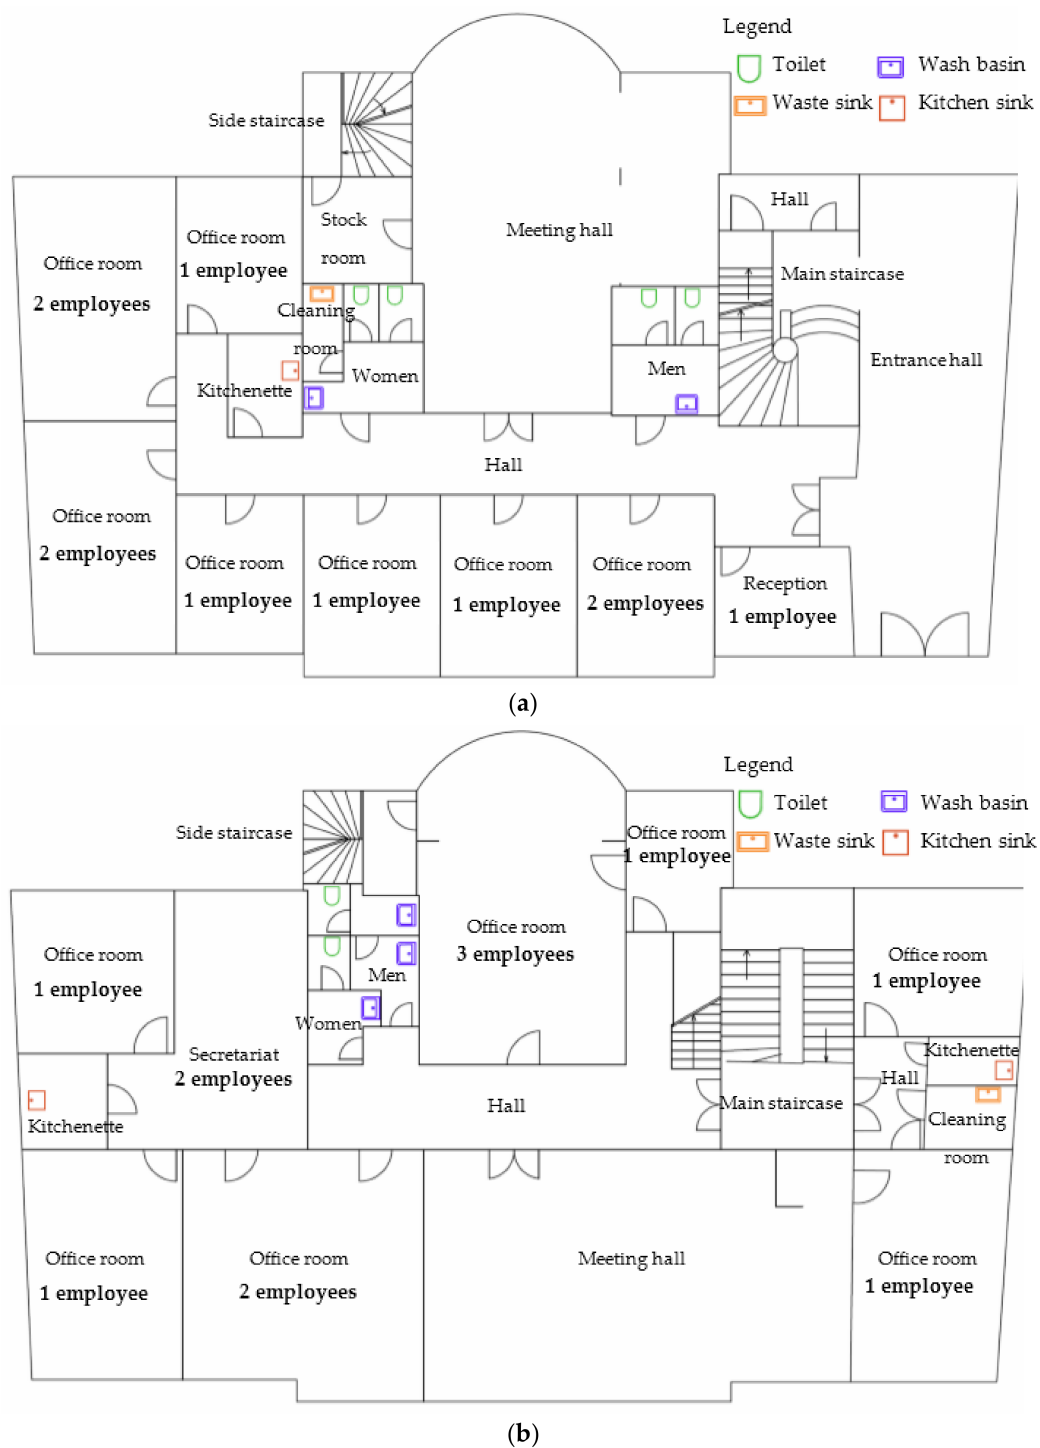 Legend
Toilet
Wash basin
Waste sink
Kitchen sink
Side staircase
Hall
Stock
room
Meeting hall
Office room
1 employee
Office room
2 employees
Main staircase
Cleaning
room
Entrance hall
Men
Women
Kitchenette
Hall
Office room
2 employees
Office room
1 employee
Office room
1 employee
Office room
1 employee
Office room
2 employees
Reception
1 employee
(a)
Legend
Toilet
Wash basin
Waste sink
Kitchen sink
Side staircase
Office room
1 employee
Office room
3 employees
Office room
1 employee
Office room
1 employee
Men
Women
Secretariat
2 employees
Kitchenette
Hall
Main staircase
Hall
Kitchenette
Cleaning
room
Office room
1 employee
Office room
2 employees
Meeting hall
Office room
1 employee
(b)